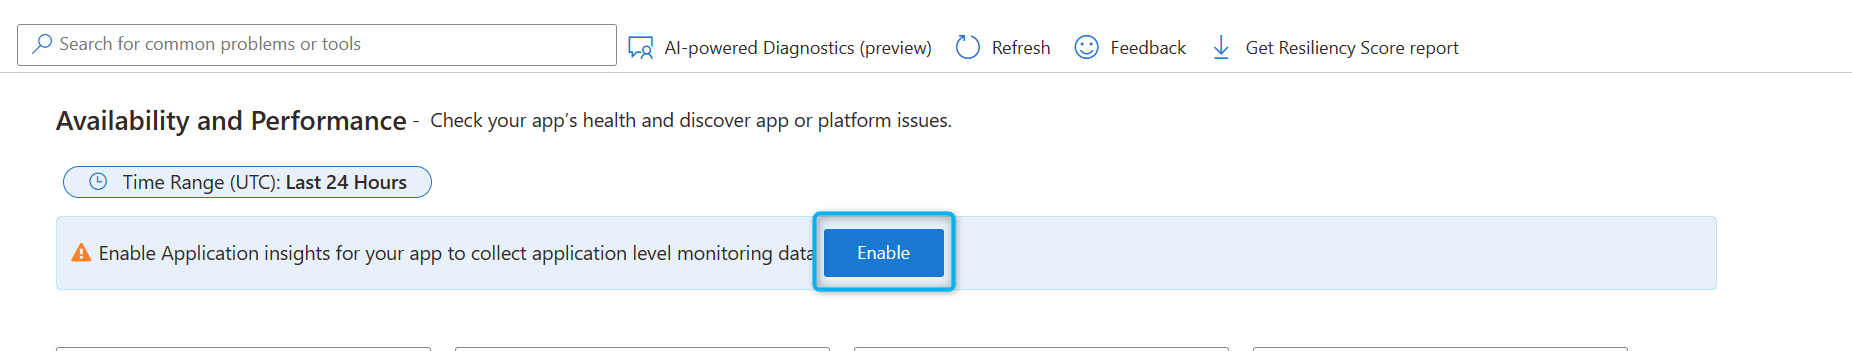 Search for common problems or tools AI-powered Diagnostics (preview) Refresh Feedback Get Resiliency Score report
Availability and Performance - Check your app’s health and discover app or platform issues.
Time Range (UTC): Last 24 Hours
Enable Application insights for your app to collect application level monitoring data Enable